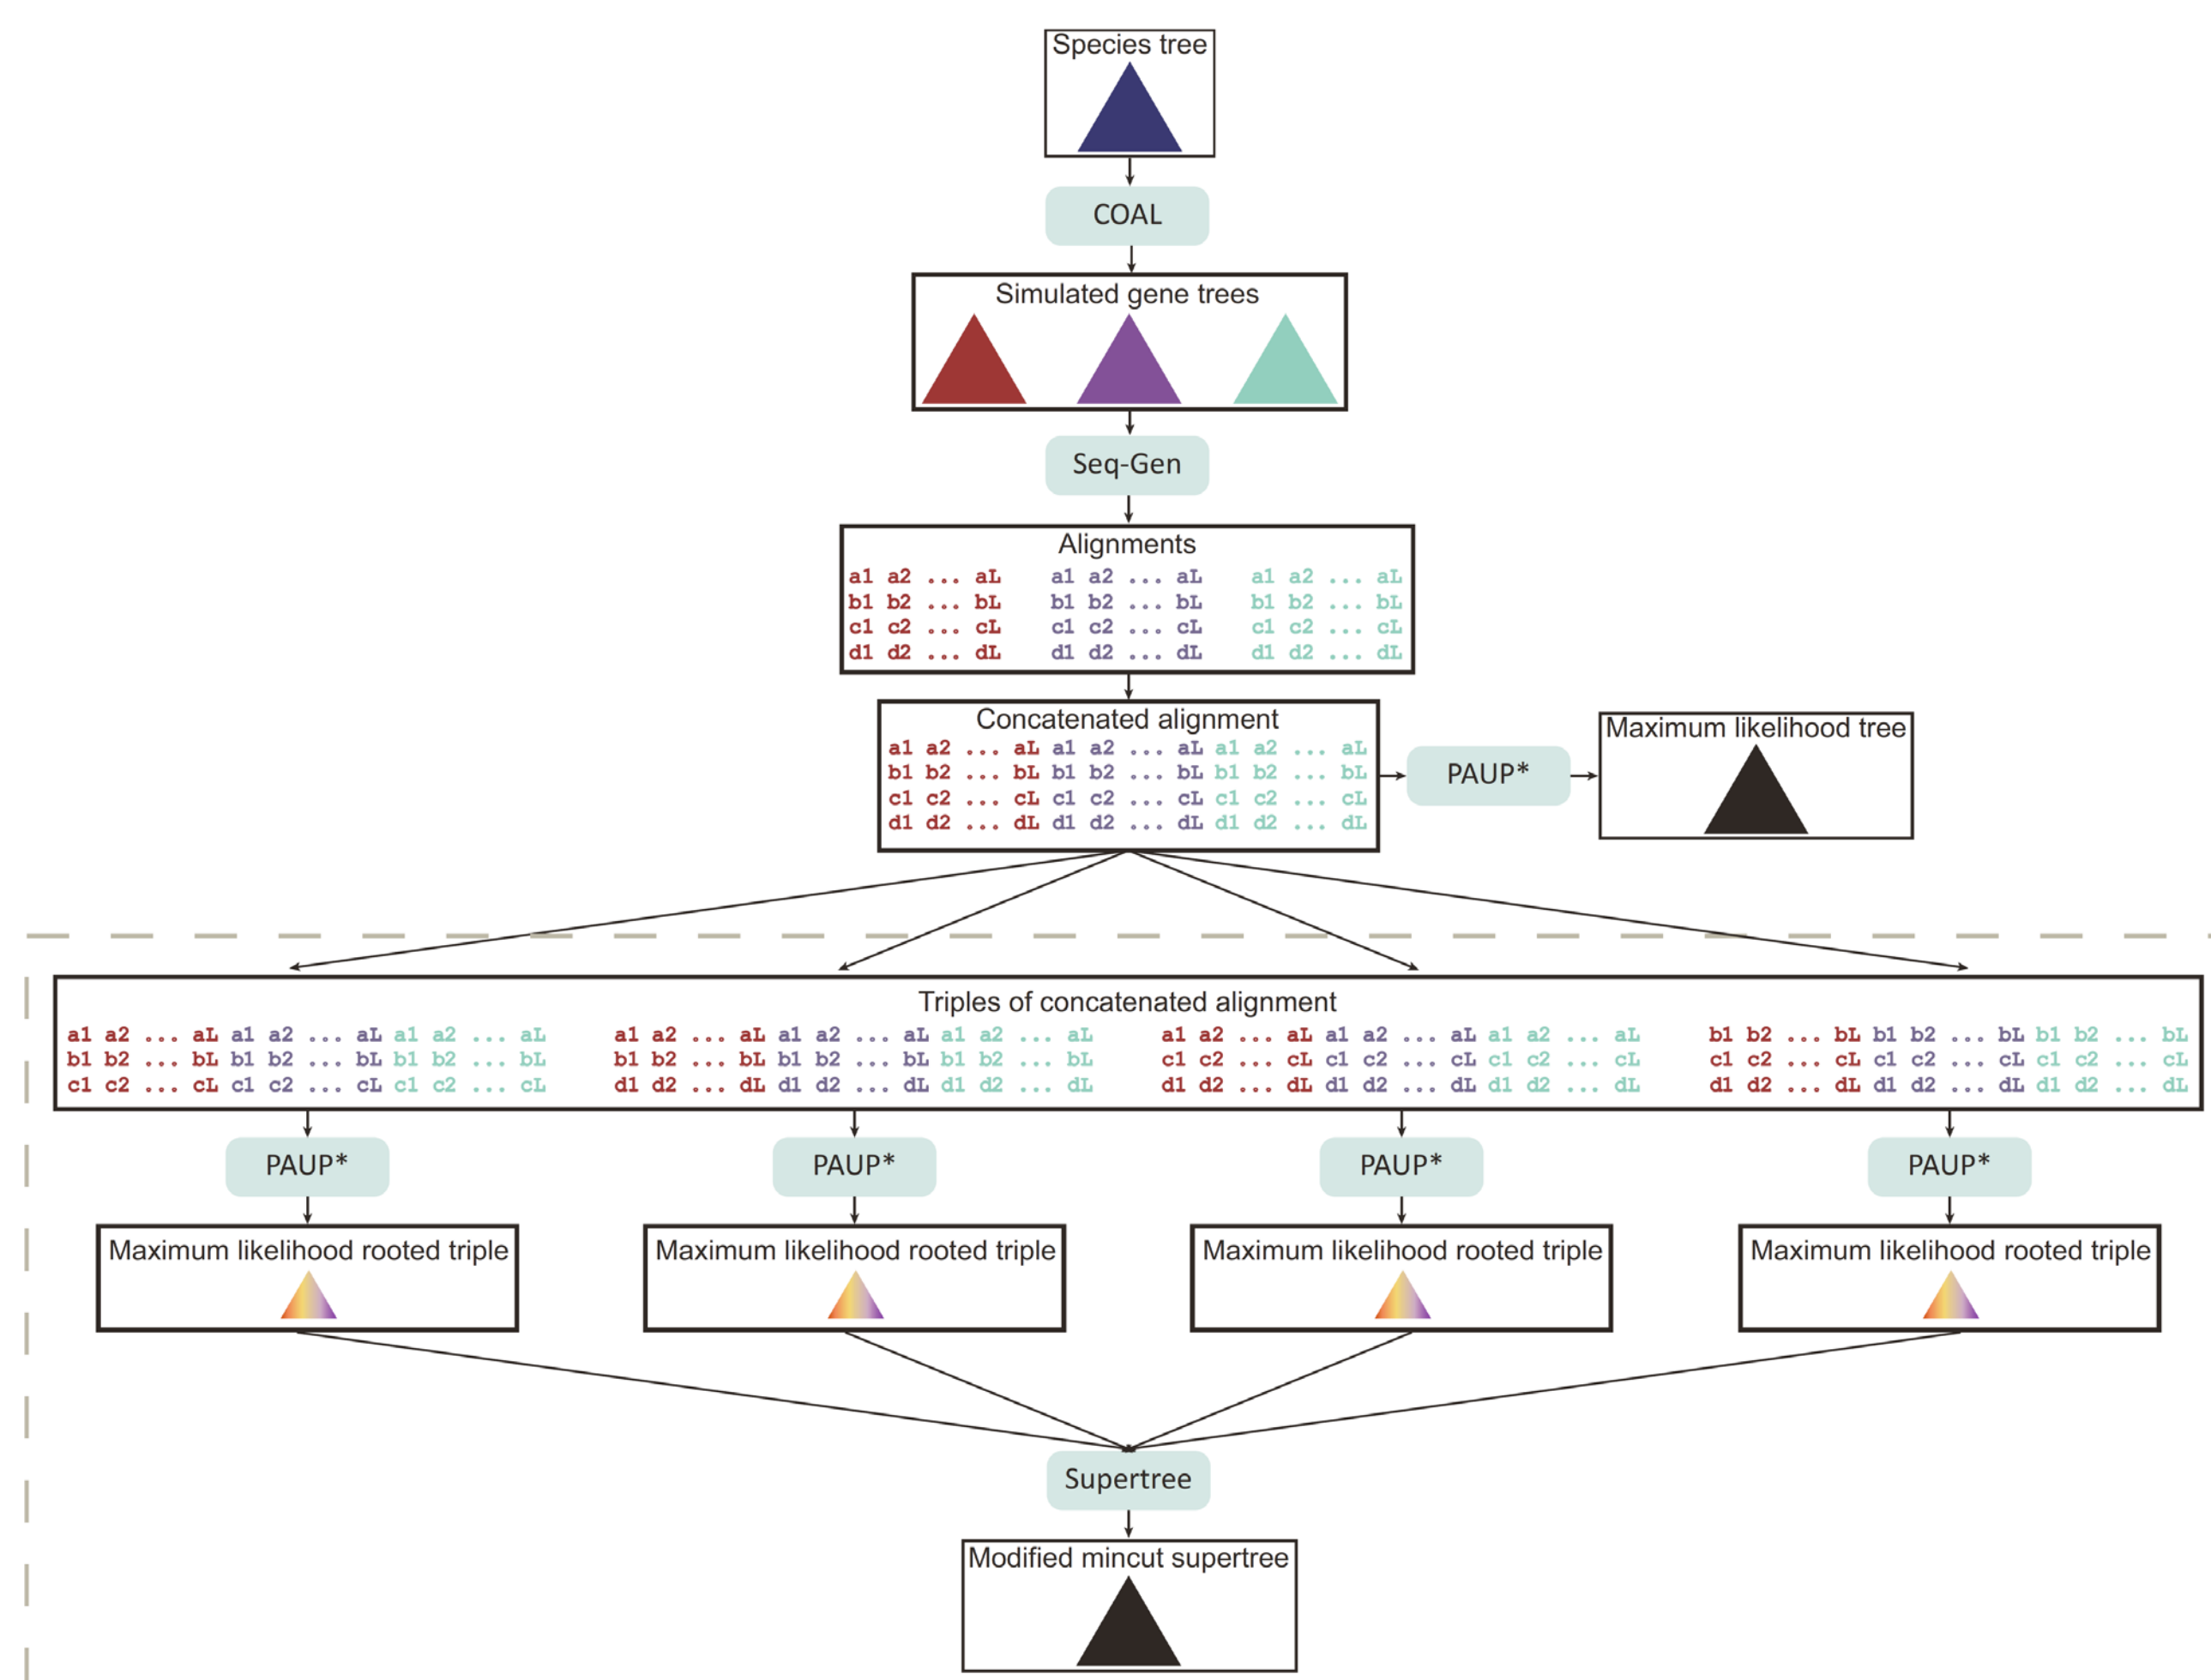 Species tree
COAL
Simulated gene trees
Seq-Gen
Alignments
a1 a2 ... aL a1 a2 ... aL a1 a2 ... aL
b1 b2 ... bL b1 b2 ... bL b1 b2 ... bL
c1 c2 ... cL c1 c2 ... cL c1 c2 ... cL
d1 d2 ... dL d1 d2 ... dL d1 d2 ... dL
Concatenated alignment
a1 a2 ... aL a1 a2 ... aL a1 a2 ... aL
b1 b2 ... bL b1 b2 ... bL b1 b2 ... bL
c1 c2 ... cL c1 c2 ... cL c1 c2 ... cL
d1 d2 ... dL d1 d2 ... dL d1 d2 ... dL
PAUP*
Maximum likelihood tree
Triples of concatenated alignment
a1 a2 ... aL a1 a2 ... aL a1 a2 ... aL
b1 b2 ... bL b1 b2 ... bL b1 b2 ... bL
c1 c2 ... cL c1 c2 ... cL c1 c2 ... cL
a1 a2 ... aL a1 a2 ... aL a1 a2 ... aL
b1 b2 ... bL b1 b2 ... bL b1 b2 ... bL
d1 d2 ... dL d1 d2 ... dL d1 d2 ... dL
a1 a2 ... aL a1 a2 ... aL a1 a2 ... aL
c1 c2 ... cL c1 c2 ... cL c1 c2 ... cL
d1 d2 ... dL d1 d2 ... dL d1 d2 ... dL
b1 b2 ... bL b1 b2 ... bL b1 b2 ... bL
c1 c2 ... cL c1 c2 ... cL c1 c2 ... cL
d1 d2 ... dL d1 d2 ... dL d1 d2 ... dL
PAUP*
PAUP*
PAUP*
PAUP*
Maximum likelihood rooted triple
Maximum likelihood rooted triple
Maximum likelihood rooted triple
Maximum likelihood rooted triple
Supertree
Modified mincut supertree